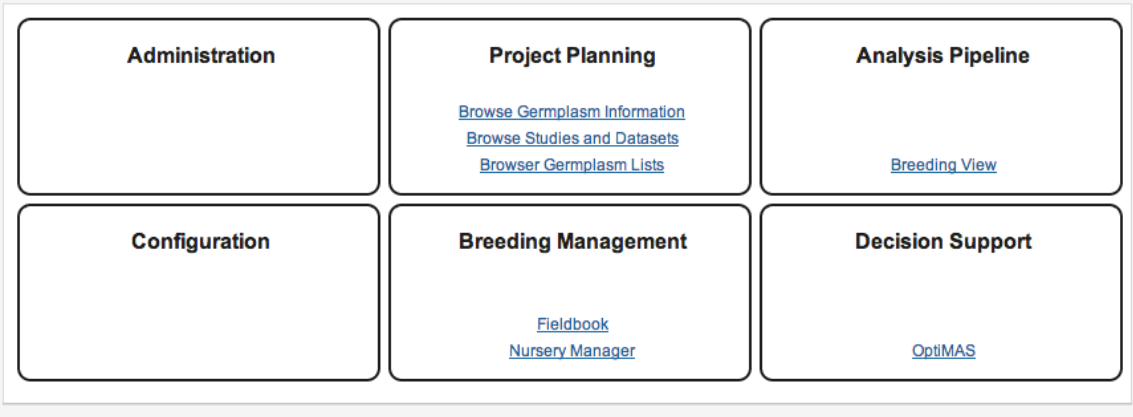 Administration
Project Planning
Browse Germplasm Information
Browse Studies and Datasets
Browser Germplasm Lists
Analysis Pipeline
Breeding View
Configuration
Breeding Management
Fieldbook
Nursery Manager
Decision Support
OptiMAS